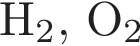 H₂, O₂